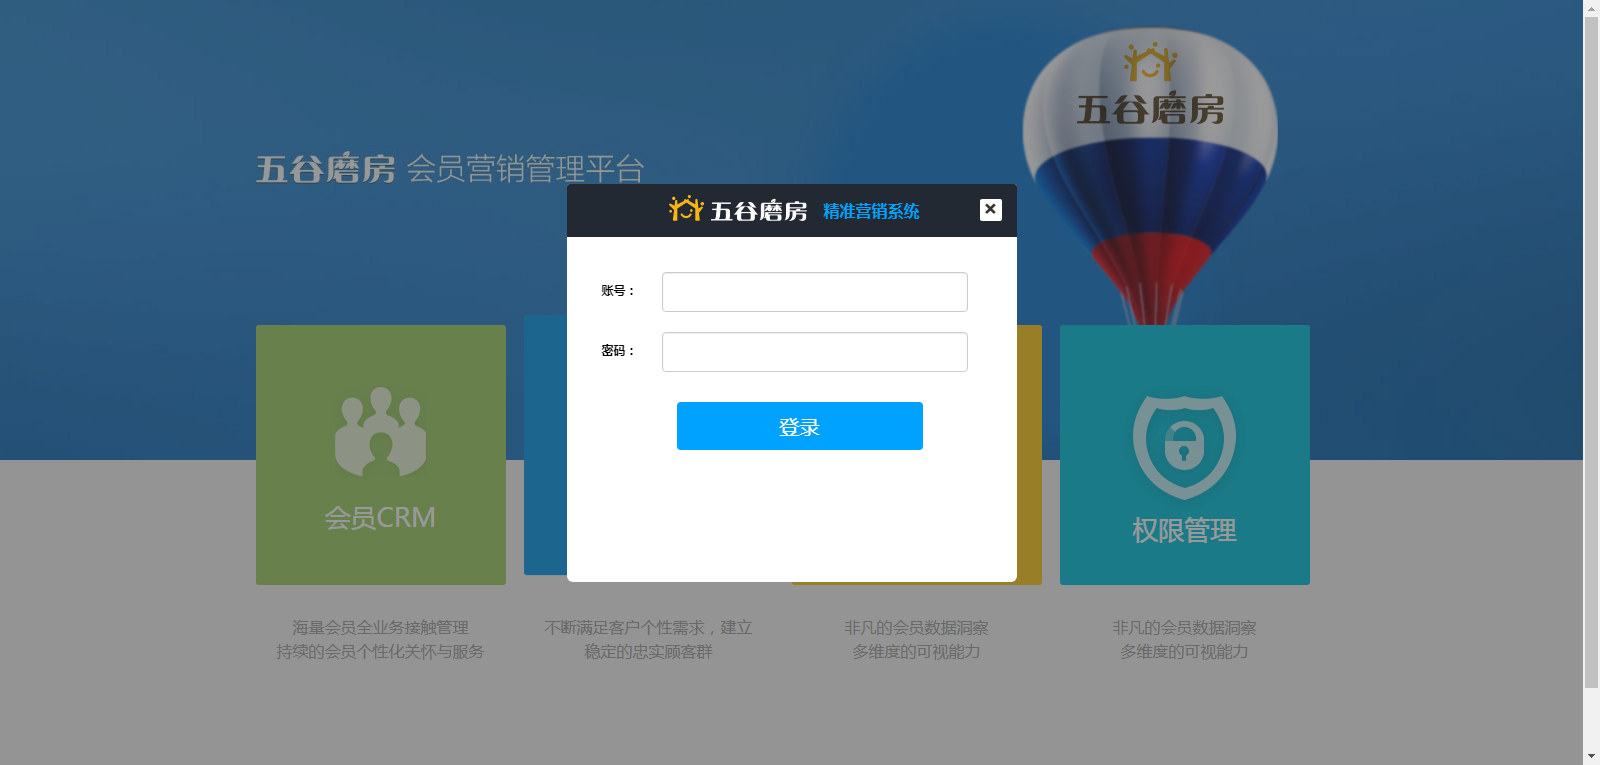 五谷磨房
五谷磨房 会员营销管理平台
五谷磨房 精准营销系统
账号：
密码：
登录
会员CRM
权限管理
海量会员全业务接触管理
持续的会员个性化关怀与服务
不断满足客户个性需求，建立
稳定的忠实顾客群
非凡的会员数据洞察
多维度的可视能力
非凡的会员数据洞察
多维度的可视能力